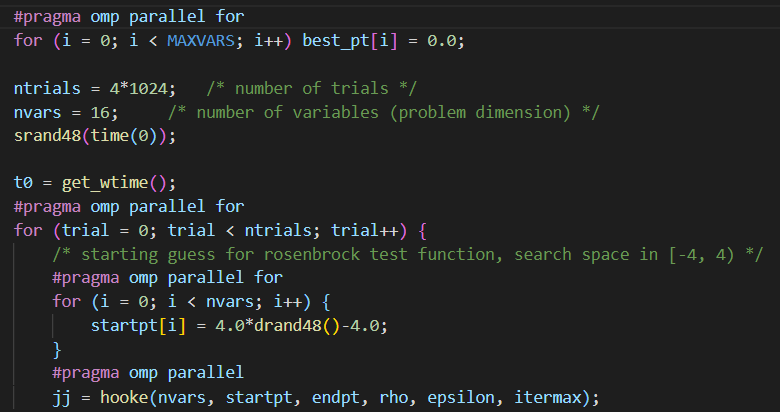 #pragma omp parallel for
for (i = 0; i < MAXVARS; i++) best_pt[i] = 0.0;
ntrials = 4*1024;   /* number of trials */
nvars = 16;     /* number of variables (problem dimension) */
srand48(time(0));
t0 = get_wtime();
#pragma omp parallel for
for (trial = 0; trial < ntrials; trial++) {
    /* starting guess for rosenbrock test function, search space in [-4, 4) */
    #pragma omp parallel for
    for (i = 0; i < nvars; i++) {
        startpt[i] = 4.0*drand48()-4.0;
    }
    #pragma omp parallel
    jj = hooke(nvars, startpt, endpt, rho, epsilon, itermax);